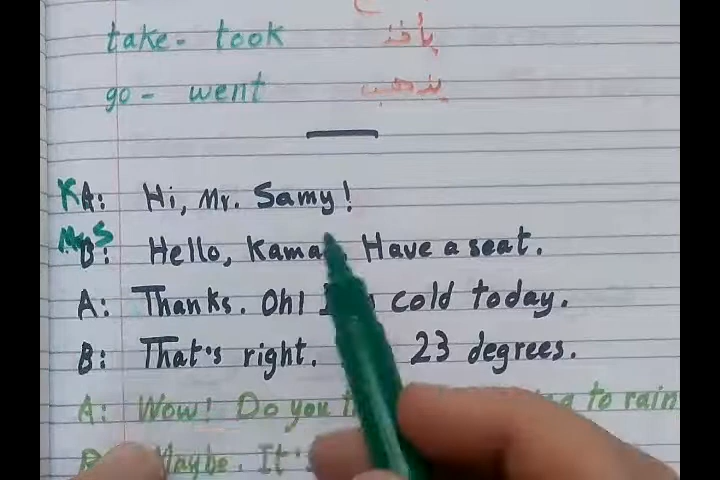 take - took يأخذ
go - went يذهب
KA: Hi, Mr. Samy!
Mr S B: Hello, Kama Have a seat.
A: Thanks. Oh! cold today.
B: That's right. 23 degrees.
A: Wow! Do you to rain
Maybe. It's